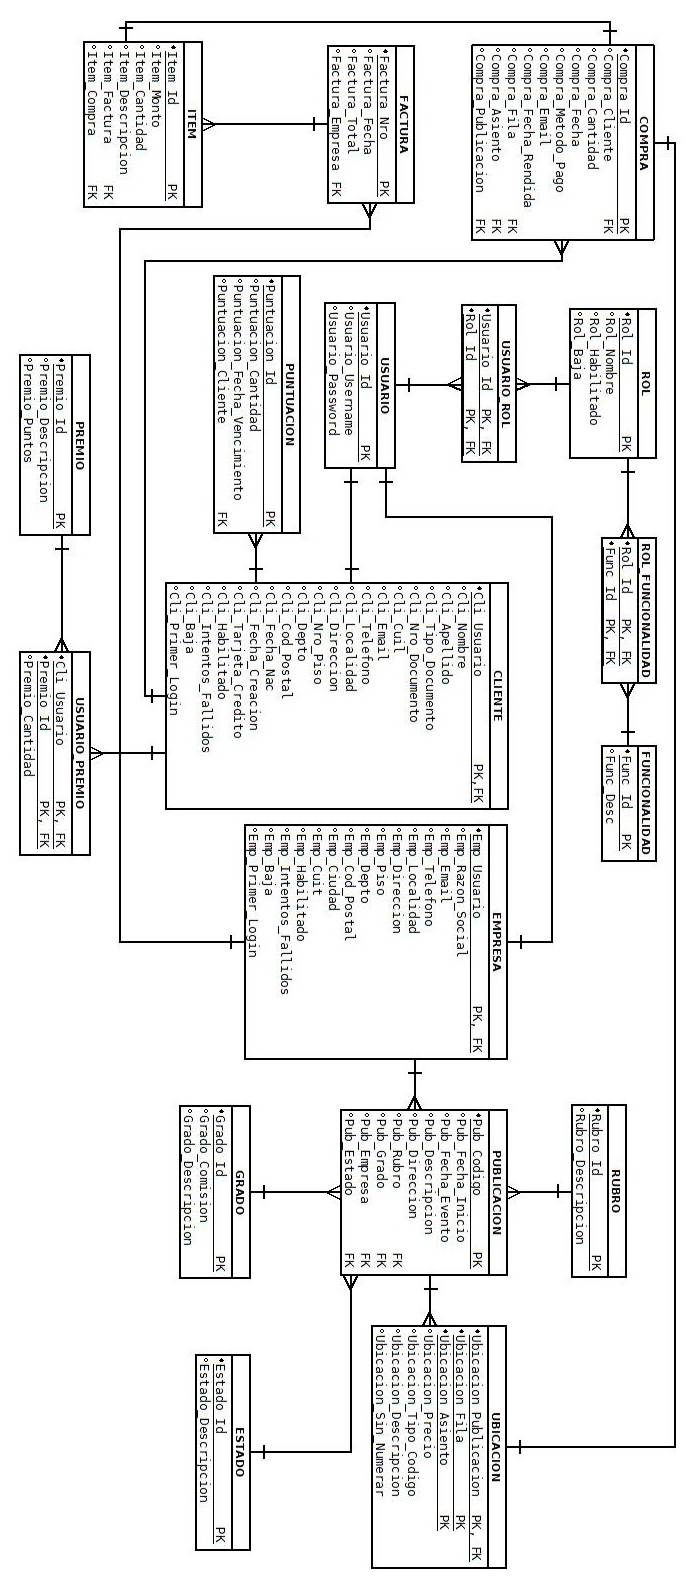 COMPRA
Compra_Id PK
Compra_Cliente FK
Compra_Cantidad
Compra_Fecha
Compra_Metodo_Pago
Compra_Email
Compra_Fecha_Rendida
Compra_Fila FK
Compra_Asiento FK
Compra_Publicacion FK
ROL
Rol_Id PK
Rol_Nombre
Rol_Habilitado
Rol_Baja
ROL_FUNCIONALIDAD
Rol_Id PK, FK
Func_Id PK, FK
FUNCIONALIDAD
Func_Id PK
Func_Desc
RUBRO
Rubro_Id PK
Rubro_Descripcion
USUARIO_ROL
Usuario_Id PK, FK
Rol_Id PK, FK
CLIENTE
Cli_Usuario PK,FK
Cli_Nombre
Cli_Apellido
Cli_Tipo_Documento
Cli_Nro_Documento
Cli_Cuil
Cli_Email
Cli_Telefono
Cli_Localidad
Cli_Direccion
Cli_Nro_Piso
Cli_Depto
Cli_Cod_Postal
Cli_Fecha_Nac
Cli_Fecha_Creacion
Cli_Tarjeta_Credito
Cli_Habilitado
Cli_Intentos_Fallidos
Cli_Baja
Cli_Primer_Login
EMPRESA
Emp_Usuario PK, FK
Emp_Razon_Social
Emp_Email
Emp_Telefono
Emp_Localidad
Emp_Direccion
Emp_Piso
Emp_Depto
Emp_Cod_Postal
Emp_Ciudad
Emp_Cuit
Emp_Habilitado
Emp_Intentos_Fallidos
Emp_Baja
Emp_Primer_Login
PUBLICACION
Pub_Codigo PK
Pub_Fecha_Inicio
Pub_Fecha_Evento
Pub_Descripcion
Pub_Direccion
Pub_Rubro FK
Pub_Grado FK
Pub_Empresa FK
Pub_Estado FK
UBICACION
Ubicacion_Publicacion PK, FK
Ubicacion_Fila PK
Ubicacion_Asiento PK
Ubicacion_Precio
Ubicacion_Tipo_Codigo
Ubicacion_Descripcion
Ubicacion_Sin_Numerar
FACTURA
Factura_Nro PK
Factura_Fecha
Factura_Total
Factura_Empresa FK
USUARIO
Usuario_Id PK
Usuario_Username
Usuario_Password
PUNTUACION
Puntuacion_Id PK
Puntuacion_Cantidad
Puntuacion_Fecha_Vencimiento
Puntuacion_Cliente FK
GRADO
Grado_Id PK
Grado_Comision
Grado_Descripcion
ESTADO
Estado_Id PK
Estado_Descripcion
ITEM
Item_Id PK
Item_Monto
Item_Cantidad
Item_Descripcion
Item_Factura FK
Item_Compra FK
PREMIO
Premio_Id PK
Premio_Descripcion
Premio_Puntos
USUARIO_PREMIO
Cli_Usuario PK, FK
Premio_Id PK, FK
Premio_Cantidad